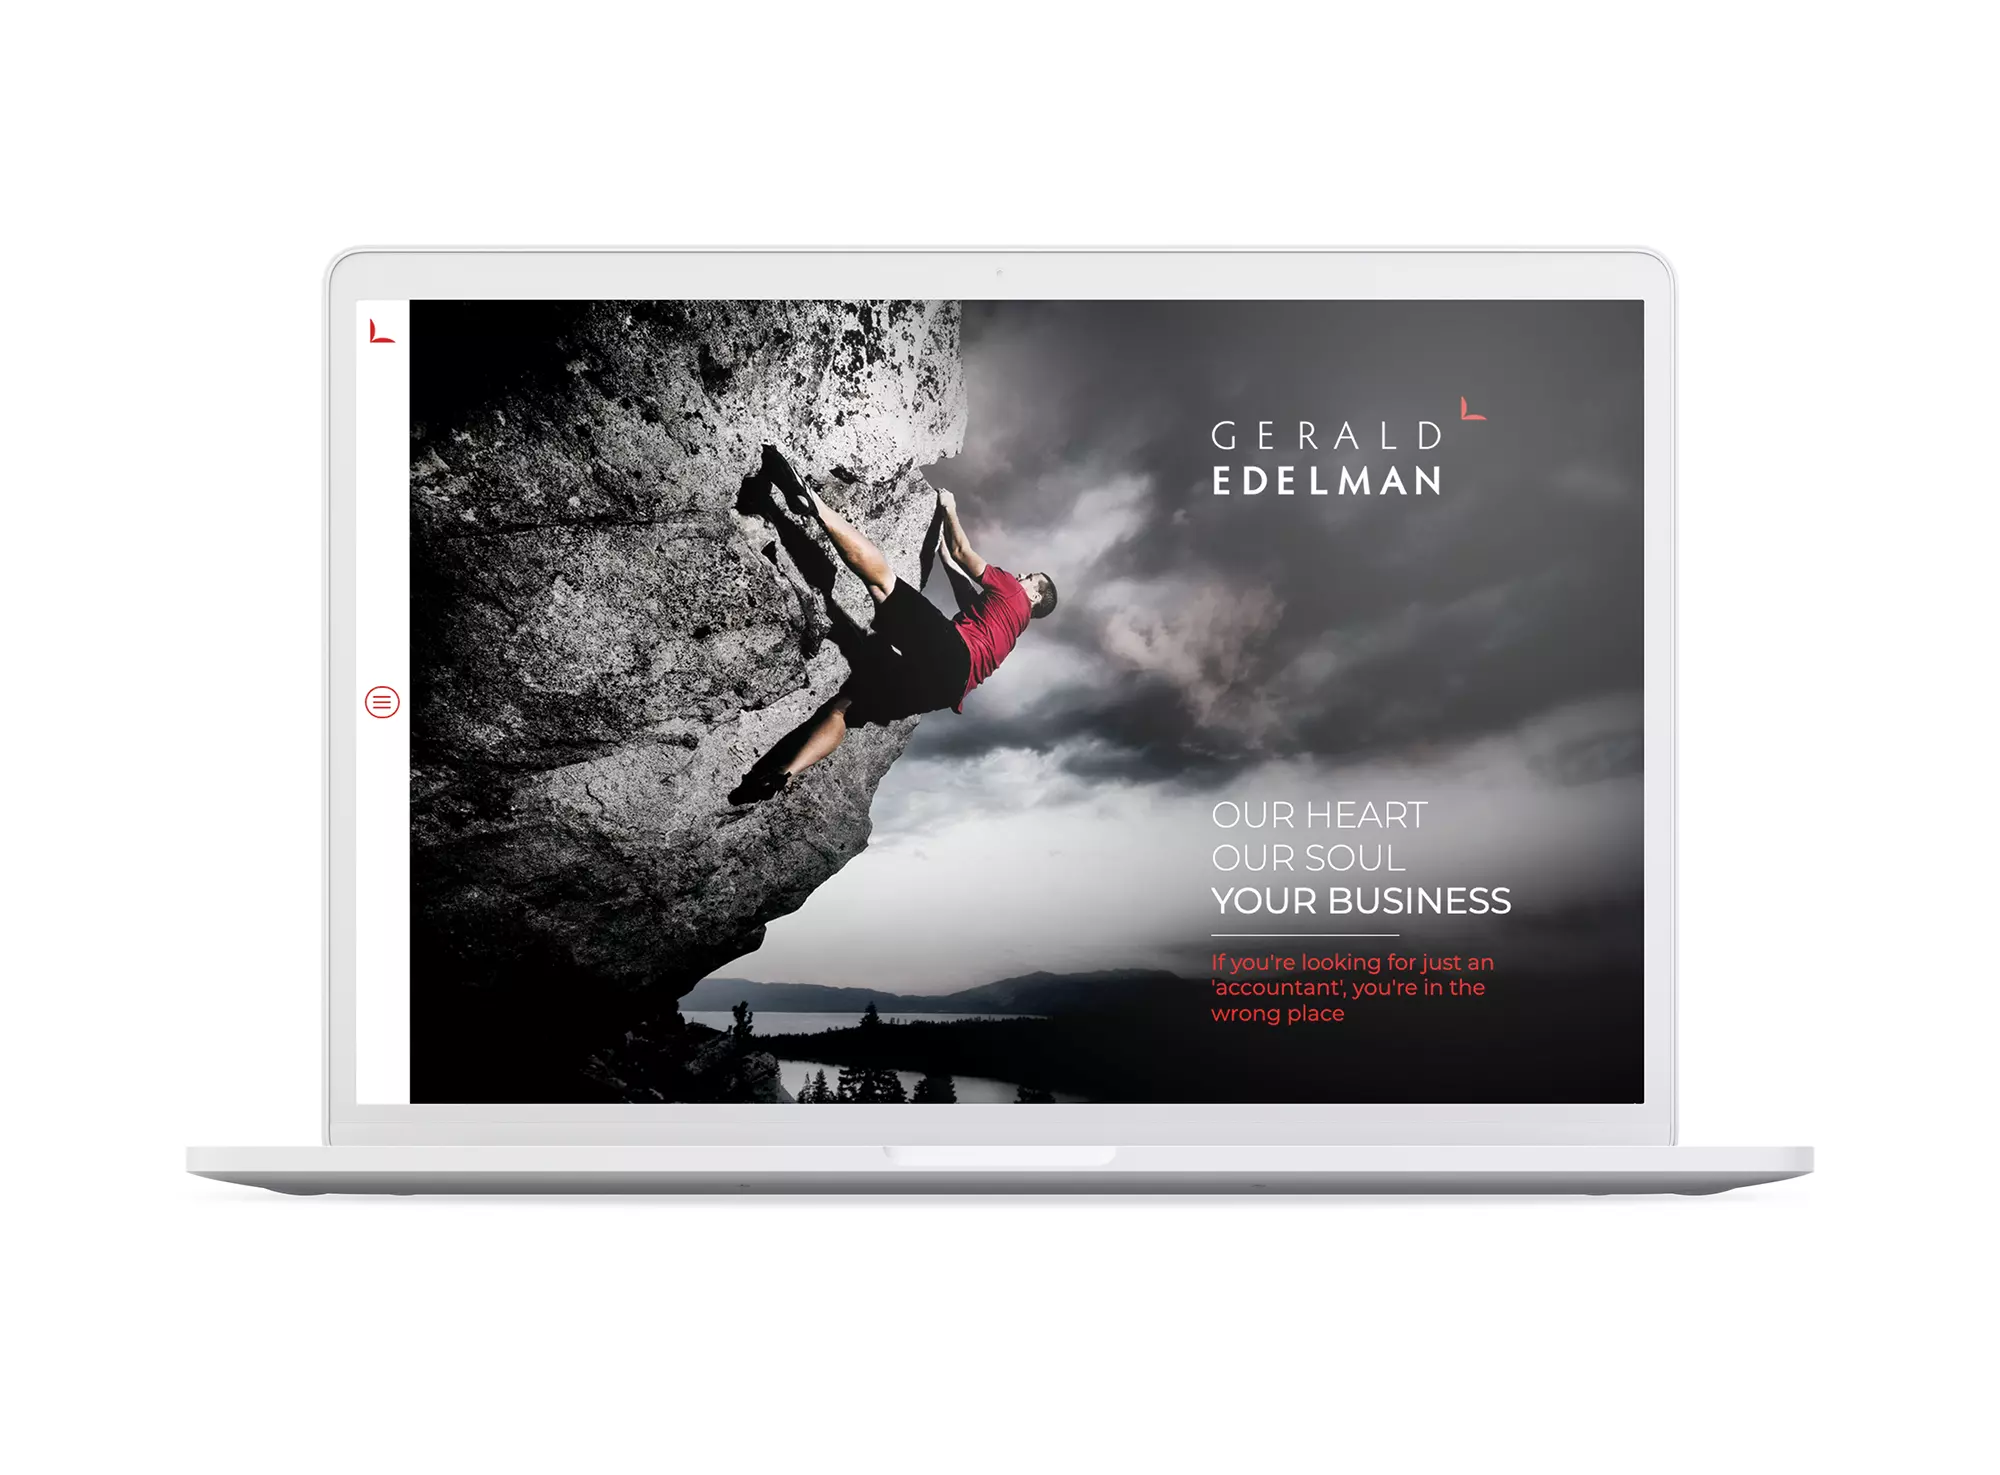 GERALD
EDELMAN
OUR HEART
OUR SOUL
YOUR BUSINESS
If you're looking for just an
'accountant', you're in the
wrong place